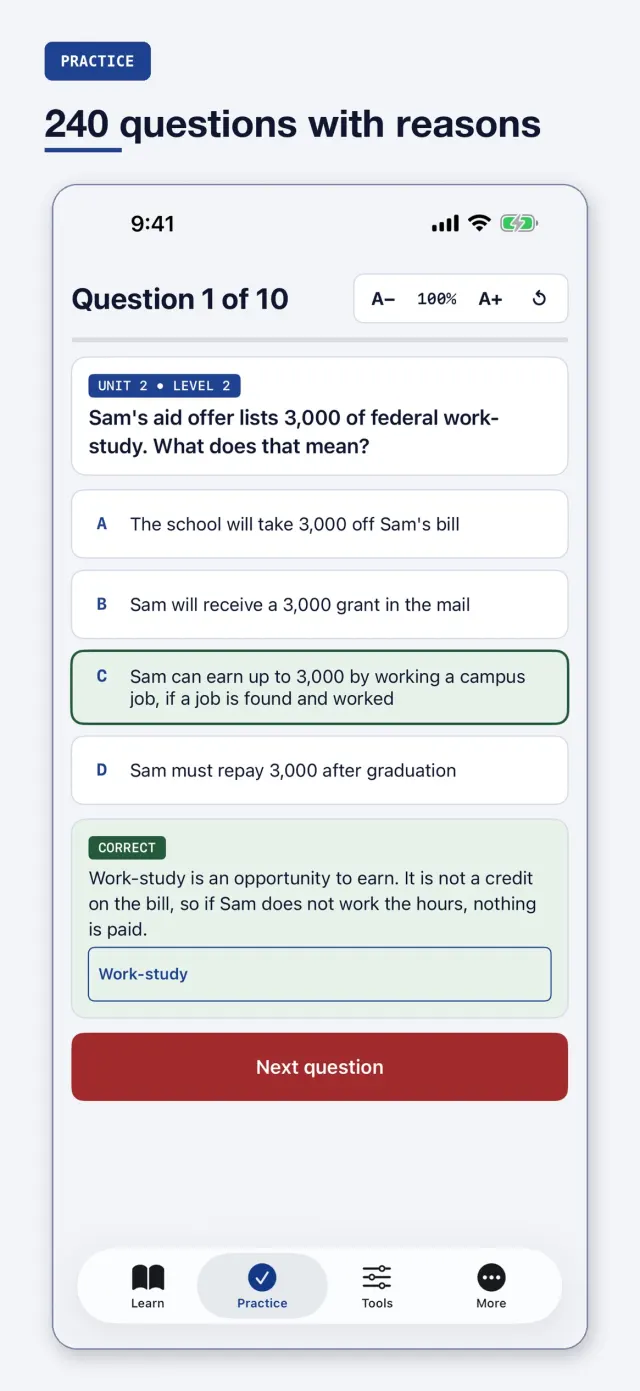 PRACTICE
240 questions with reasons
9:41
Question 1 of 10
A– 100% A+
UNIT 2 • LEVEL 2
Sam's aid offer lists 3,000 of federal work-
study. What does that mean?
A The school will take 3,000 off Sam's bill
B Sam will receive a 3,000 grant in the mail
C Sam can earn up to 3,000 by working a campus
job, if a job is found and worked
D Sam must repay 3,000 after graduation
CORRECT
Work-study is an opportunity to earn. It is not a credit
on the bill, so if Sam does not work the hours, nothing
is paid.
Work-study
Next question
Learn Practice Tools More